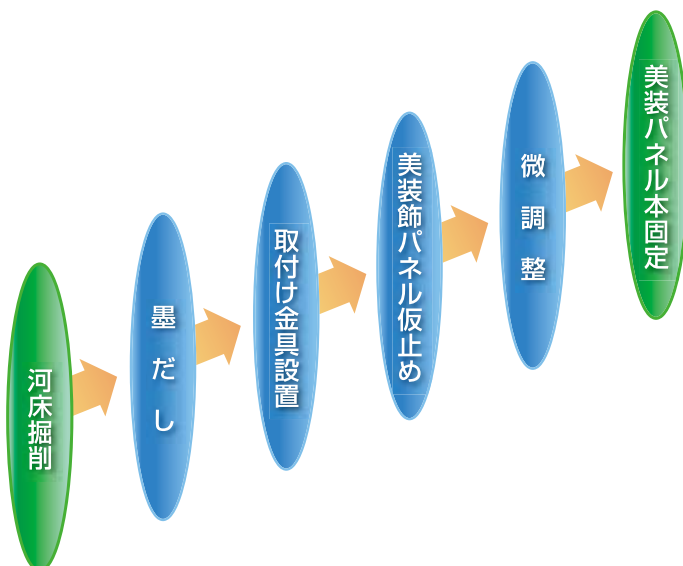 河床掘削
墨だし
取付け金具設置
美装飾パネル仮止め
微調整
美装パネル本固定